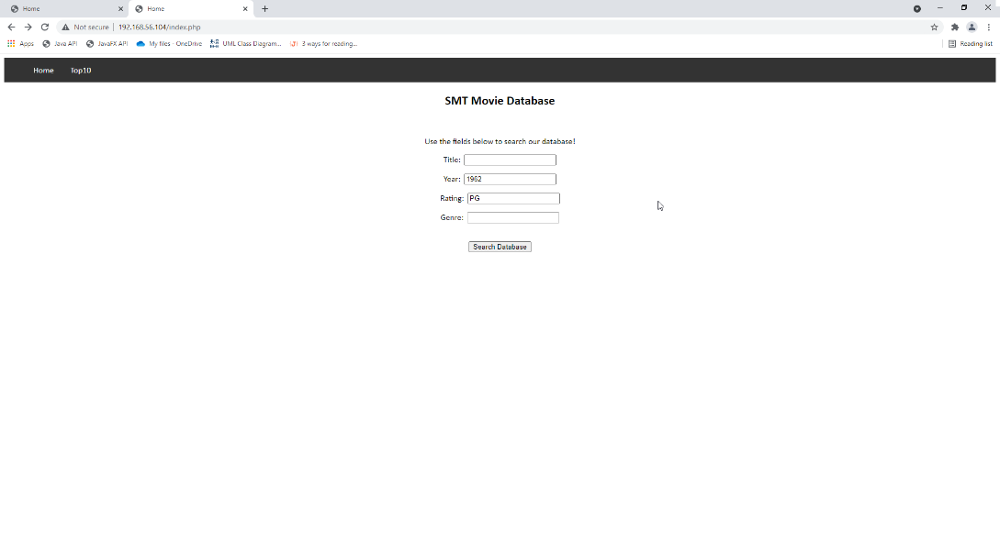 Home
Home
Not secure
192.168.56.104/index.php
Apps
Java API
JavaFX API
My files - OneDrive
UML Class Diagram...
3 ways for reading...
Reading list
Home
Top10
SMT Movie Database
Use the fields below to search our database!
Title:
Year: 1962
Rating: PG
Genre:
Search Database